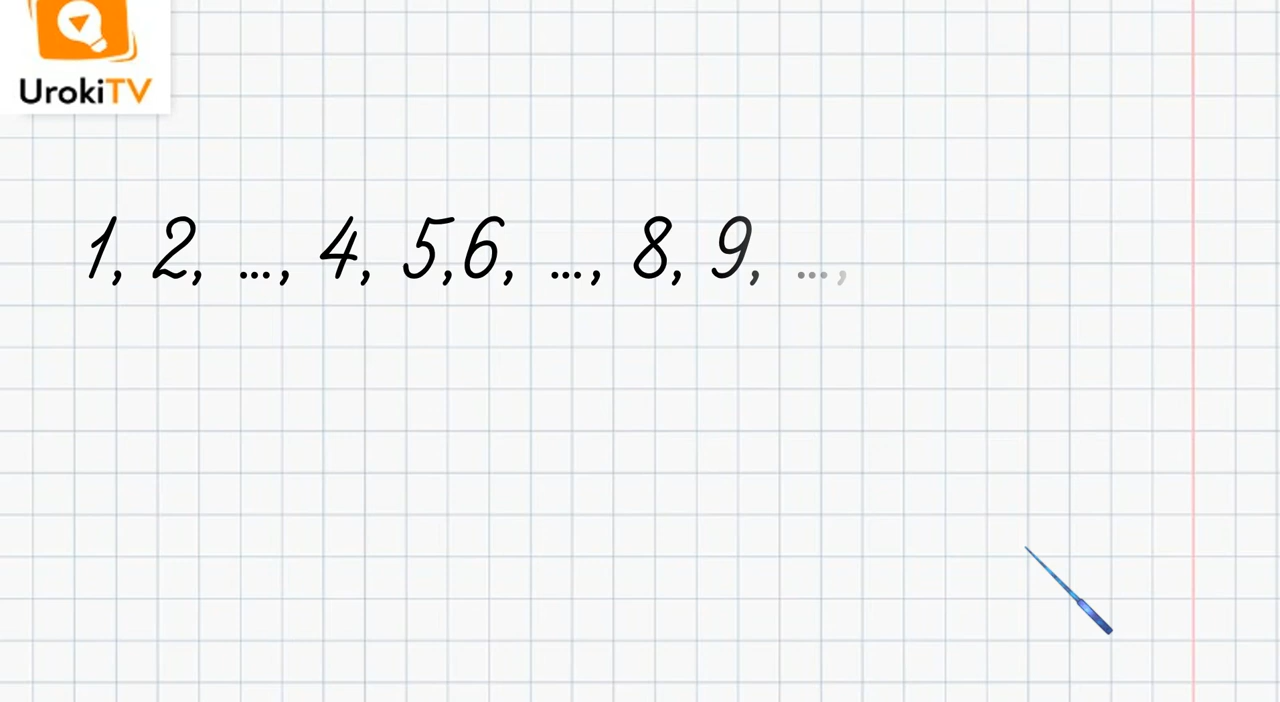 UrokiTV
1, 2, ..., 4, 5,6, ..., 8, 9, ...,